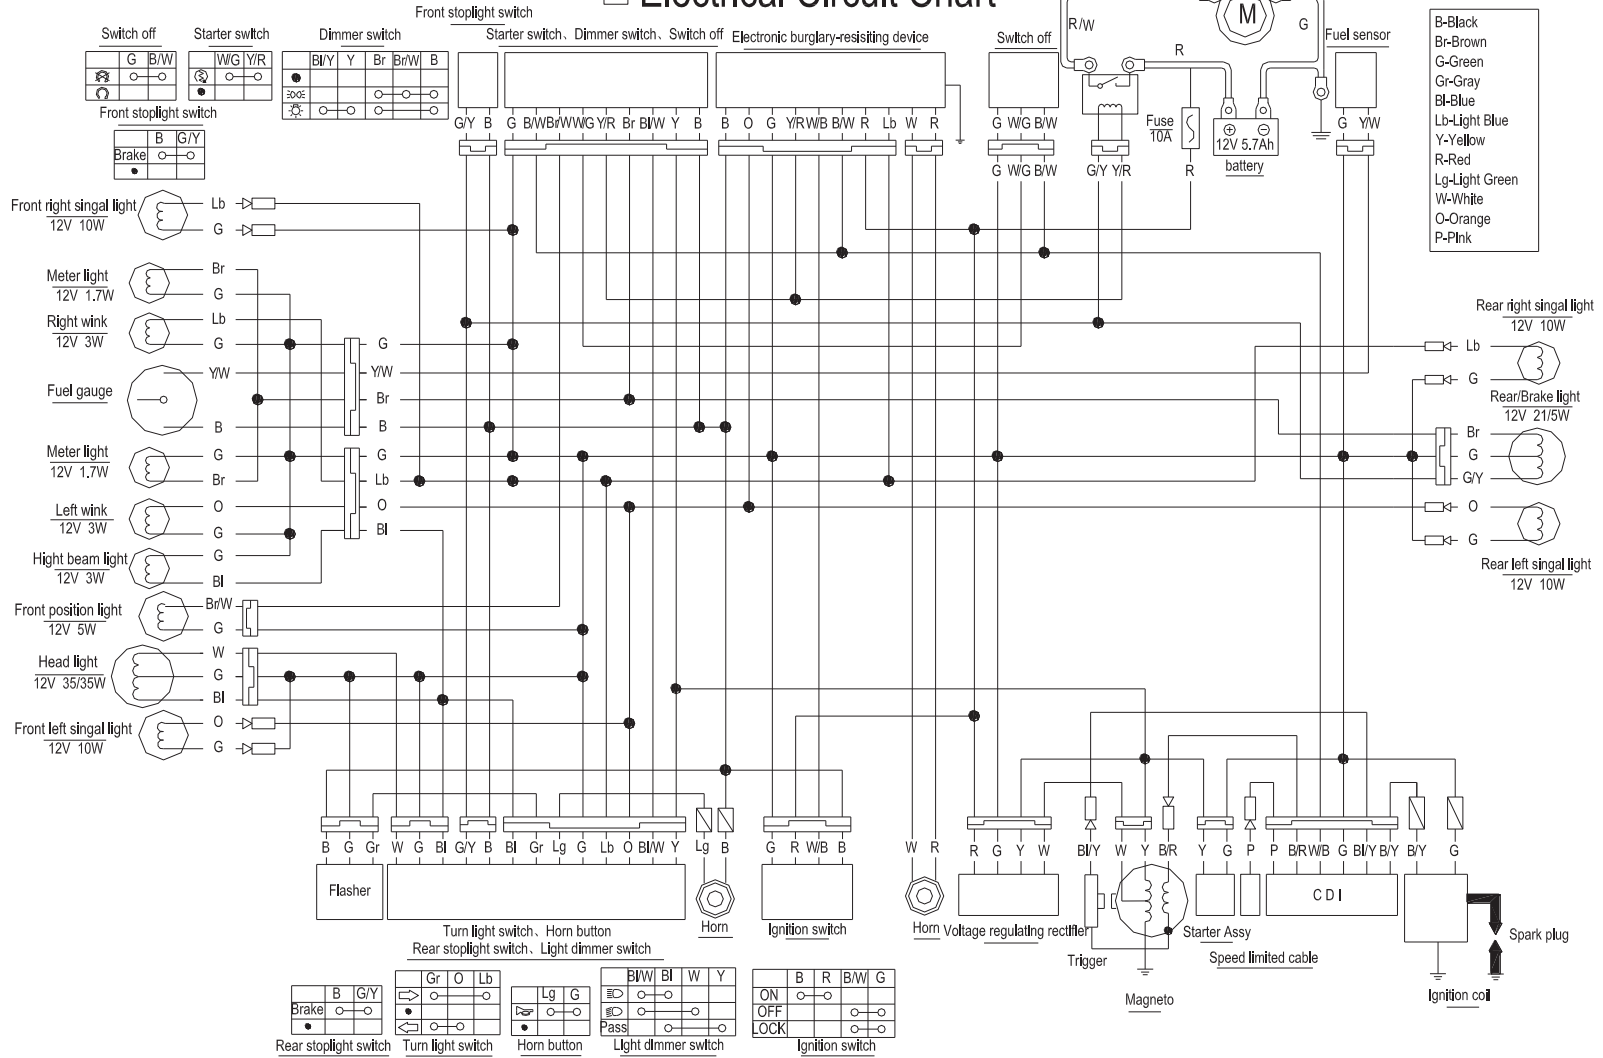 Electrical Circuit Chart
Front stoplight switch
Switch off
Starter switch
Dimmer switch
Starter switch、Dimmer switch、Switch off
Electronic burglary-resisiting device
Switch off
R/W
M
G
Fuel sensor
R
G B/W
W/G Y/R
Bl/Y Y Br Br/W B
Front stoplight switch
B G/Y
Brake
G/Y B G B/W Br/W W/G Y/R Br Bl/W Y B B O G Y/R W/B B/W R Lb W R G W/G B/W
Fuse
10A
12V 5.7Ah
battery
G Y/W
G W/G B/W G/Y Y/R R
B-Black
Br-Brown
G-Green
Gr-Gray
Bl-Blue
Lb-Light Blue
Y-Yellow
R-Red
Lg-Light Green
W-White
O-Orange
P-Pink
Front right singal light
12V 10W
Lb
G
Meter light
12V 1.7W
Br
G
Right wink
12V 3W
Lb
G
Fuel gauge
Y/W
B
Meter light
12V 1.7W
G
Br
Left wink
12V 3W
O
G
Hight beam light
12V 3W
G
Bl
Front position light
12V 5W
Br/W
G
Head light
12V 35/35W
W
G
Bl
Front left singal light
12V 10W
O
G
G
Y/W
Br
B
G
Lb
O
Bl
Rear right singal light
12V 10W
Lb
G
Rear/Brake light
12V 21/5W
Br
G
G/Y
O
G
Rear left singal light
12V 10W
B G Gr W G Bl G/Y B Bl Gr Lg G Lb O Bl/W Y Lg B G R W/B B W R R G Y W Bl/Y W Y B/R Y G P P B/R W/B G Bl/Y B/Y B/Y G
Flasher
CDI
Turn light switch、Horn button
Rear stoplight switch、Light dimmer switch
Horn
Ignition switch
Horn
Voltage regulating rectifier
Trigger
Magneto
Starter Assy
Speed limited cable
Spark plug
Ignition coil
B G/Y
Brake
Rear stoplight switch
Gr O Lb
Turn light switch
Lg G
Horn button
Bl/W Bl W Y
Pass
Light dimmer switch
B R B/W G
ON
OFF
LOCK
Ignition switch